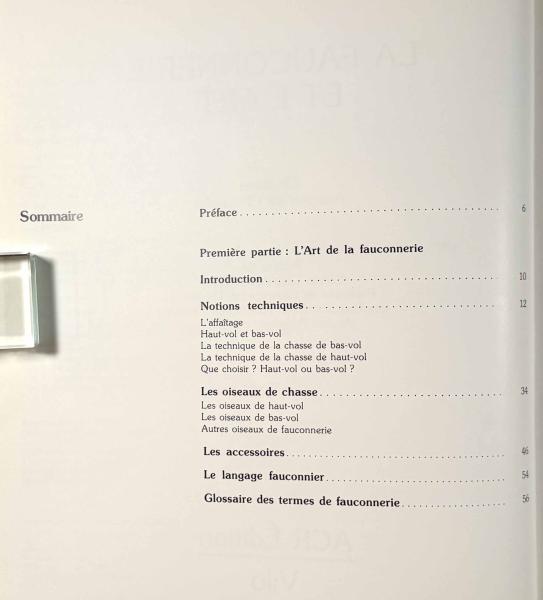 Sommaire
Préface 6
Première partie : L'Art de la fauconnerie
Introduction 10
Notions techniques 12
L'affaîtage
Haut-vol et bas-vol
La technique de la chasse de bas-vol
La technique de la chasse de haut-vol
Que choisir ? Haut-vol ou bas-vol ?
Les oiseaux de chasse 34
Les oiseaux de haut-vol
Les oiseaux de bas-vol
Autres oiseaux de fauconnerie
Les accessoires 46
Le langage fauconnier 54
Glossaire des termes de fauconnerie 56